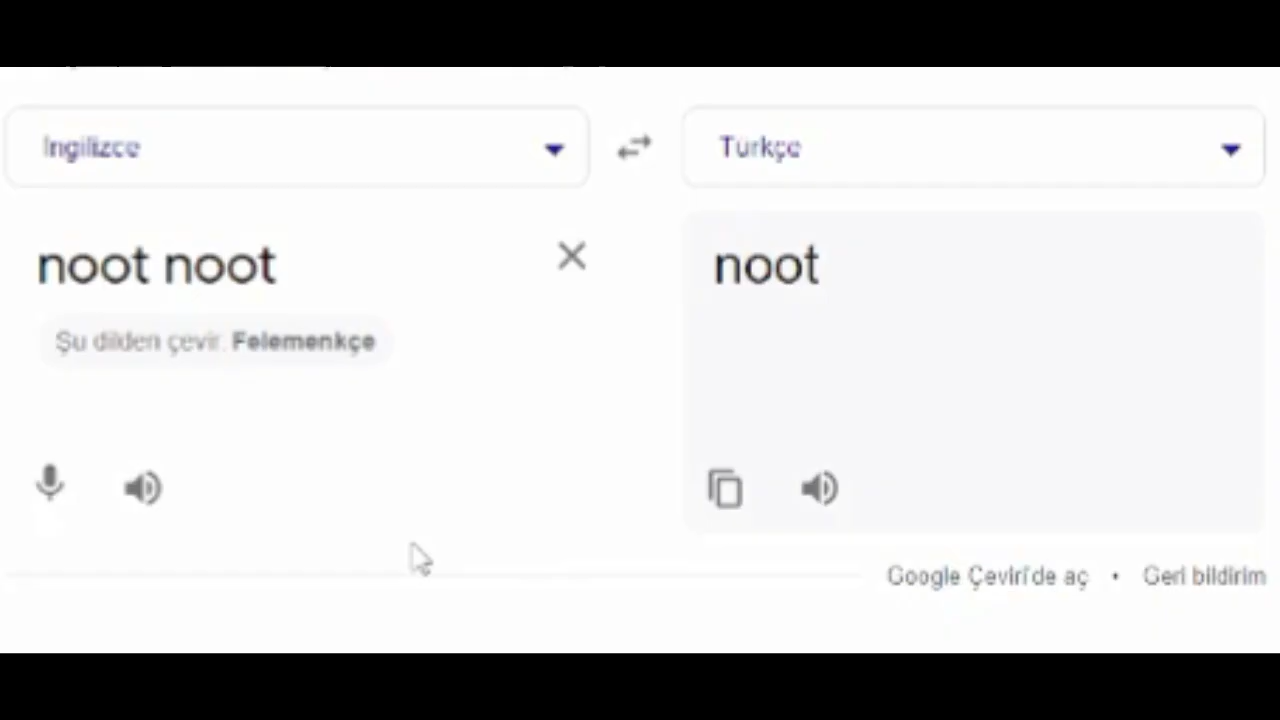 İngilizce
Türkçe
noot noot
noot
Şu dilden çevir: Felemenkçe
Google Çeviri'de aç • Geri bildirim